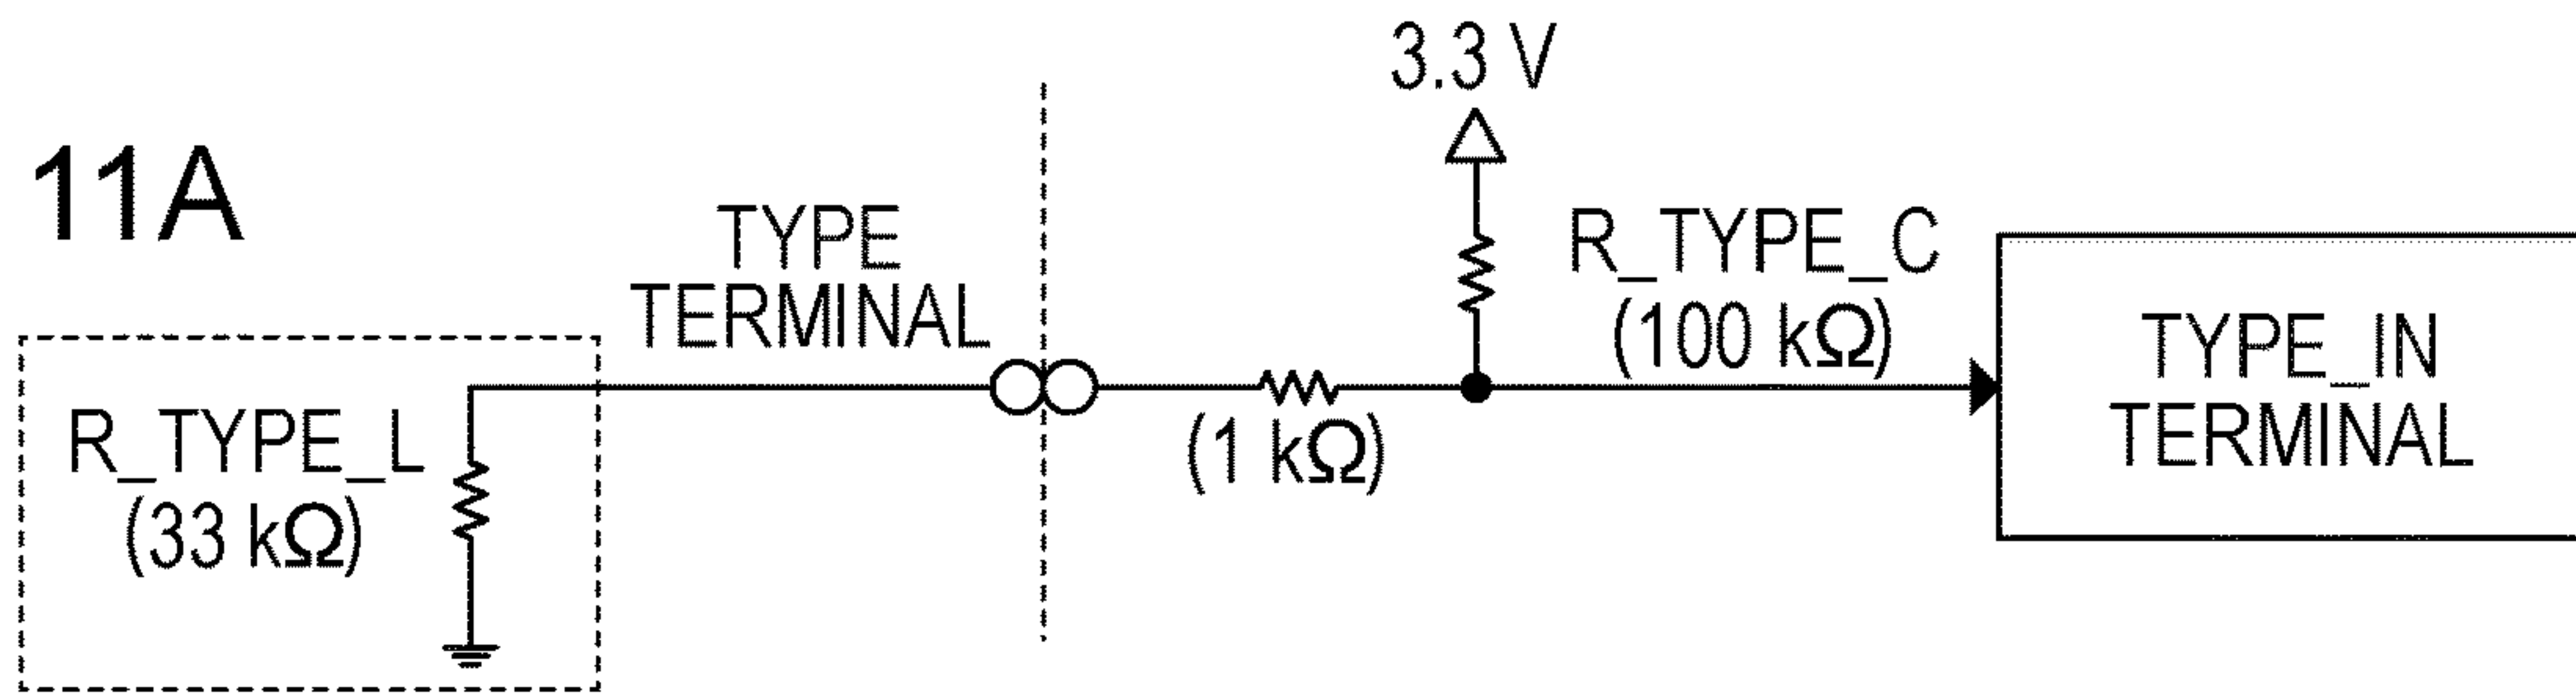 3.3 V
11A
TYPE
TERMINAL
R_TYPE_C
(100 kΩ)
TYPE_IN
TERMINAL
R_TYPE_L
(33 kΩ)
(1 kΩ)